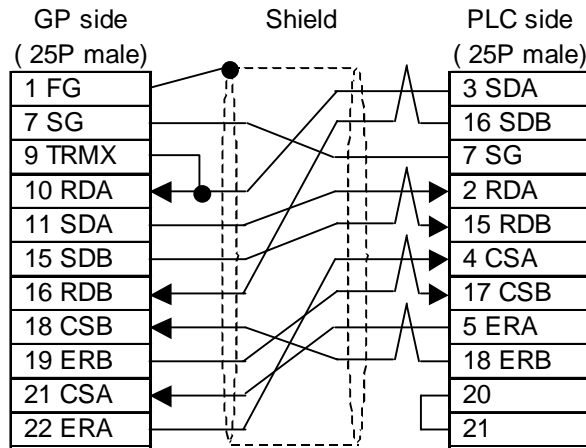 GP side Shield PLC side
( 25P male) ( 25P male)
1 FG 3 SDA
7 SG 16 SDB
9 TRMX 7 SG
10 RDA 2 RDA
11 SDA 15 RDB
15 SDB 4 CSA
16 RDB 17 CSB
18 CSB 5 ERA
19 ERB 18 ERB
21 CSA 20
22 ERA 21